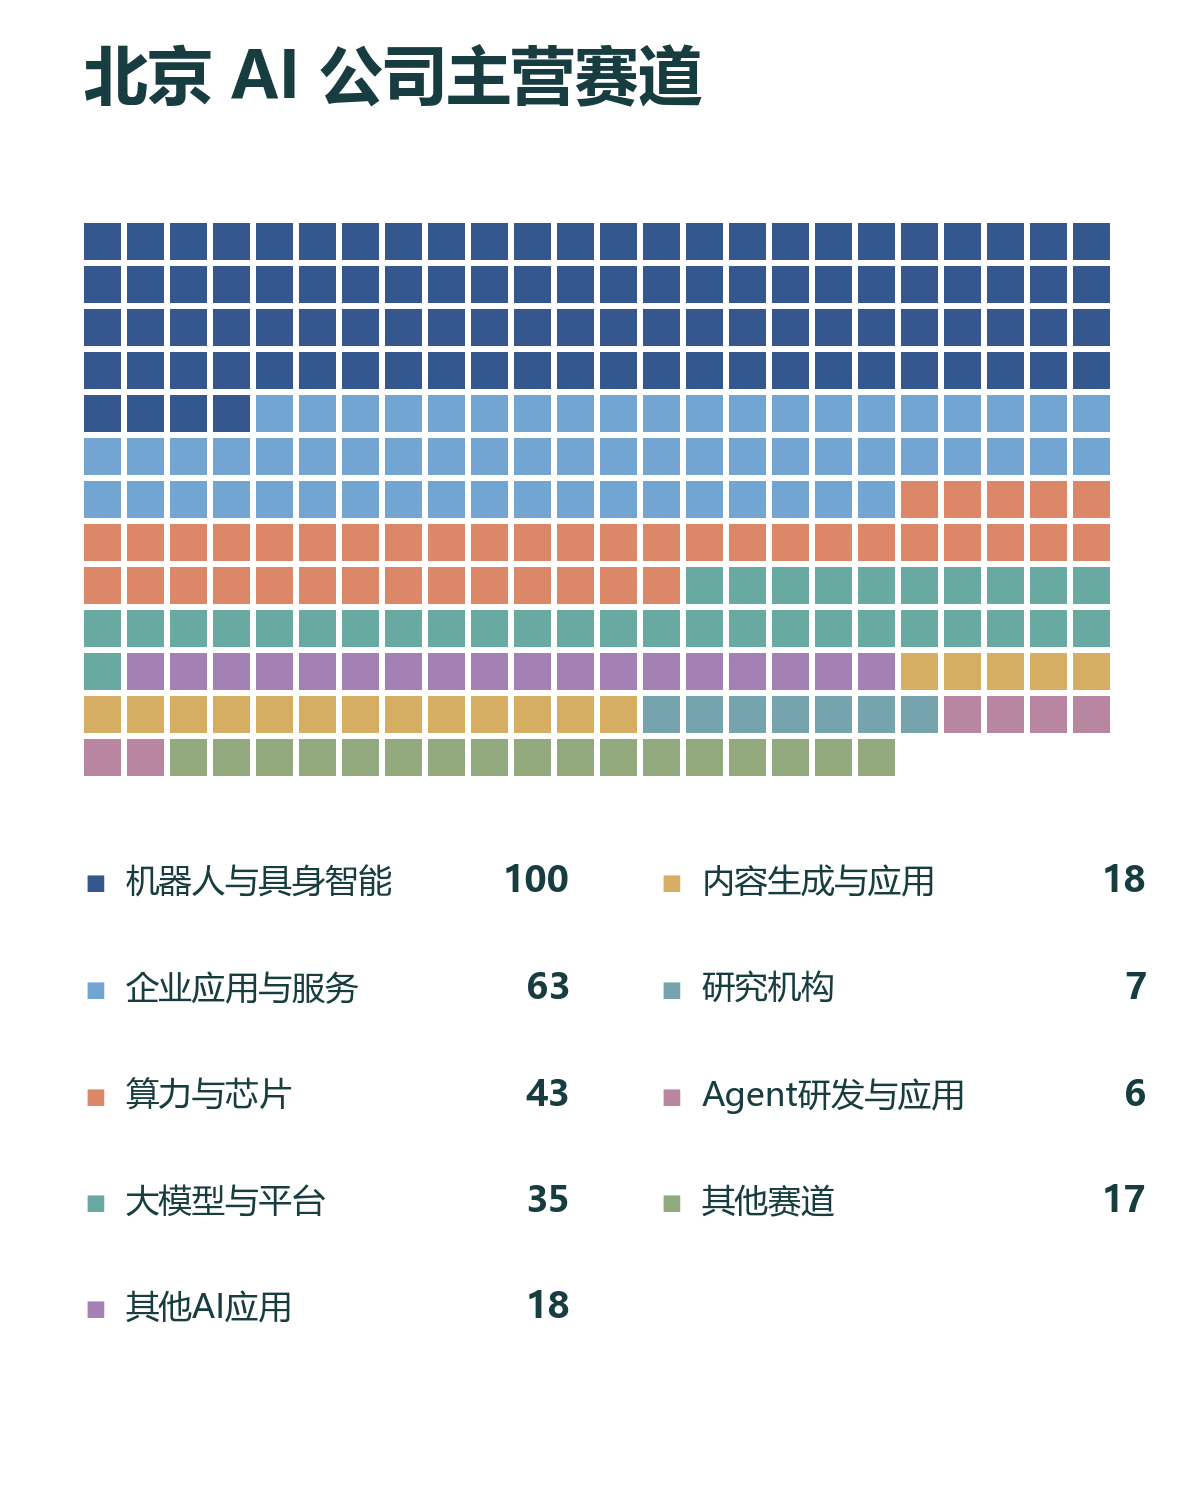 北京 AI 公司主营赛道
机器人与具身智能 100
企业应用与服务 63
算力与芯片 43
大模型与平台 35
其他AI应用 18
内容生成与应用 18
研究机构 7
Agent研发与应用 6
其他赛道 17